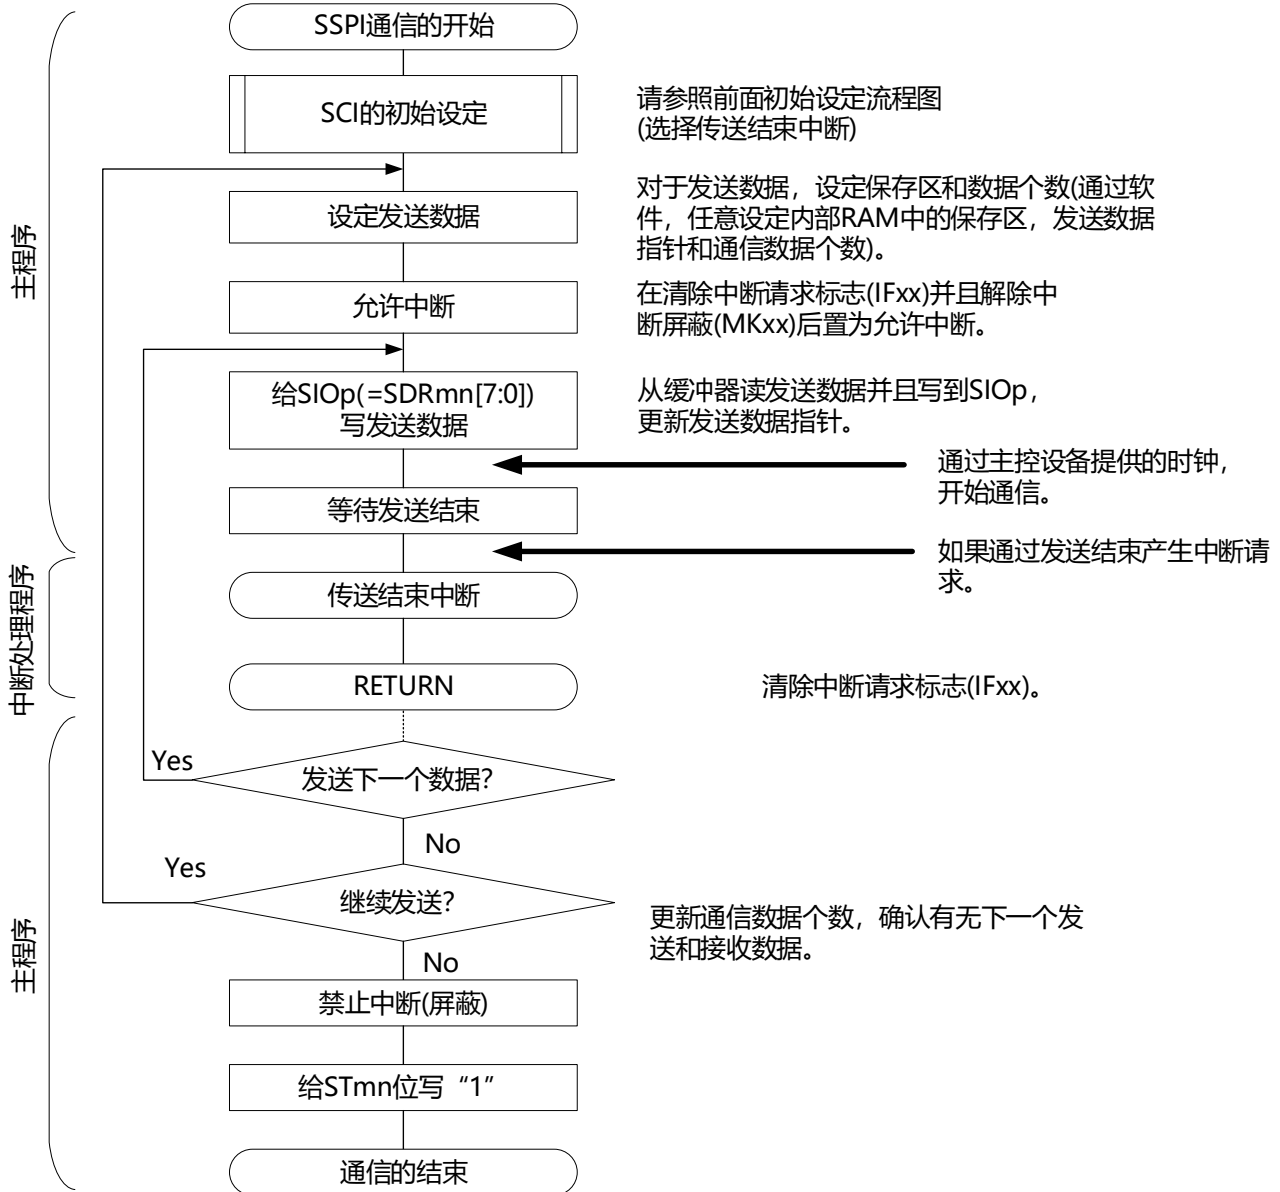 SSPI通信的开始
SCI的初始设定
请参照前面初始设定流程图
(选择传送结束中断)
设定发送数据
对于发送数据，设定保存区和数据个数(通过软
件，任意设定内部RAM中的保存区，发送数据
指针和通信数据个数)。
主程序
允许中断
在清除中断请求标志(IFxx)并且解除中
断屏蔽(MKxx)后置为允许中断。
给SIOp(=SDRmn[7:0])
写发送数据
从缓冲器读发送数据并且写到SIOp，
更新发送数据指针。
通过主控设备提供的时钟，
开始通信。
等待发送结束
如果通过发送结束产生中断请
求。
中断处理程序
传送结束中断
RETURN
清除中断请求标志(IFxx)。
Yes
发送下一个数据?
No
Yes
继续发送?
更新通信数据个数，确认有无下一个发
送和接收数据。
No
主程序
禁止中断(屏蔽)
给STmn位写“1”
通信的结束